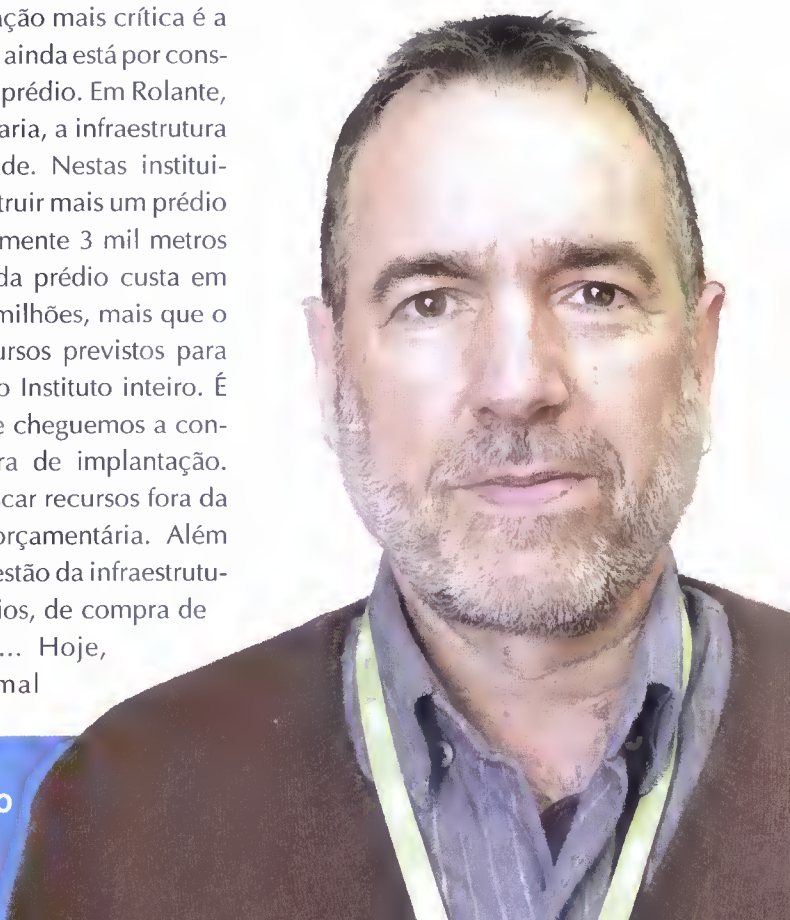 ação mais crítica é a
ainda está por cons-
prédio. Em Rolante,
aria, a infraestrutura
de. Nestas institui-
truir mais um prédio
mente 3 mil metros
da prédio custa em
milhões, mais que o
ursos previstos para
o Instituto inteiro. É
e cheguemos a con-
ra de implantação.
car recursos fora da
orçamentária. Além
estão da infraestrutu-
ios, de compra de
... Hoje,
mal
o